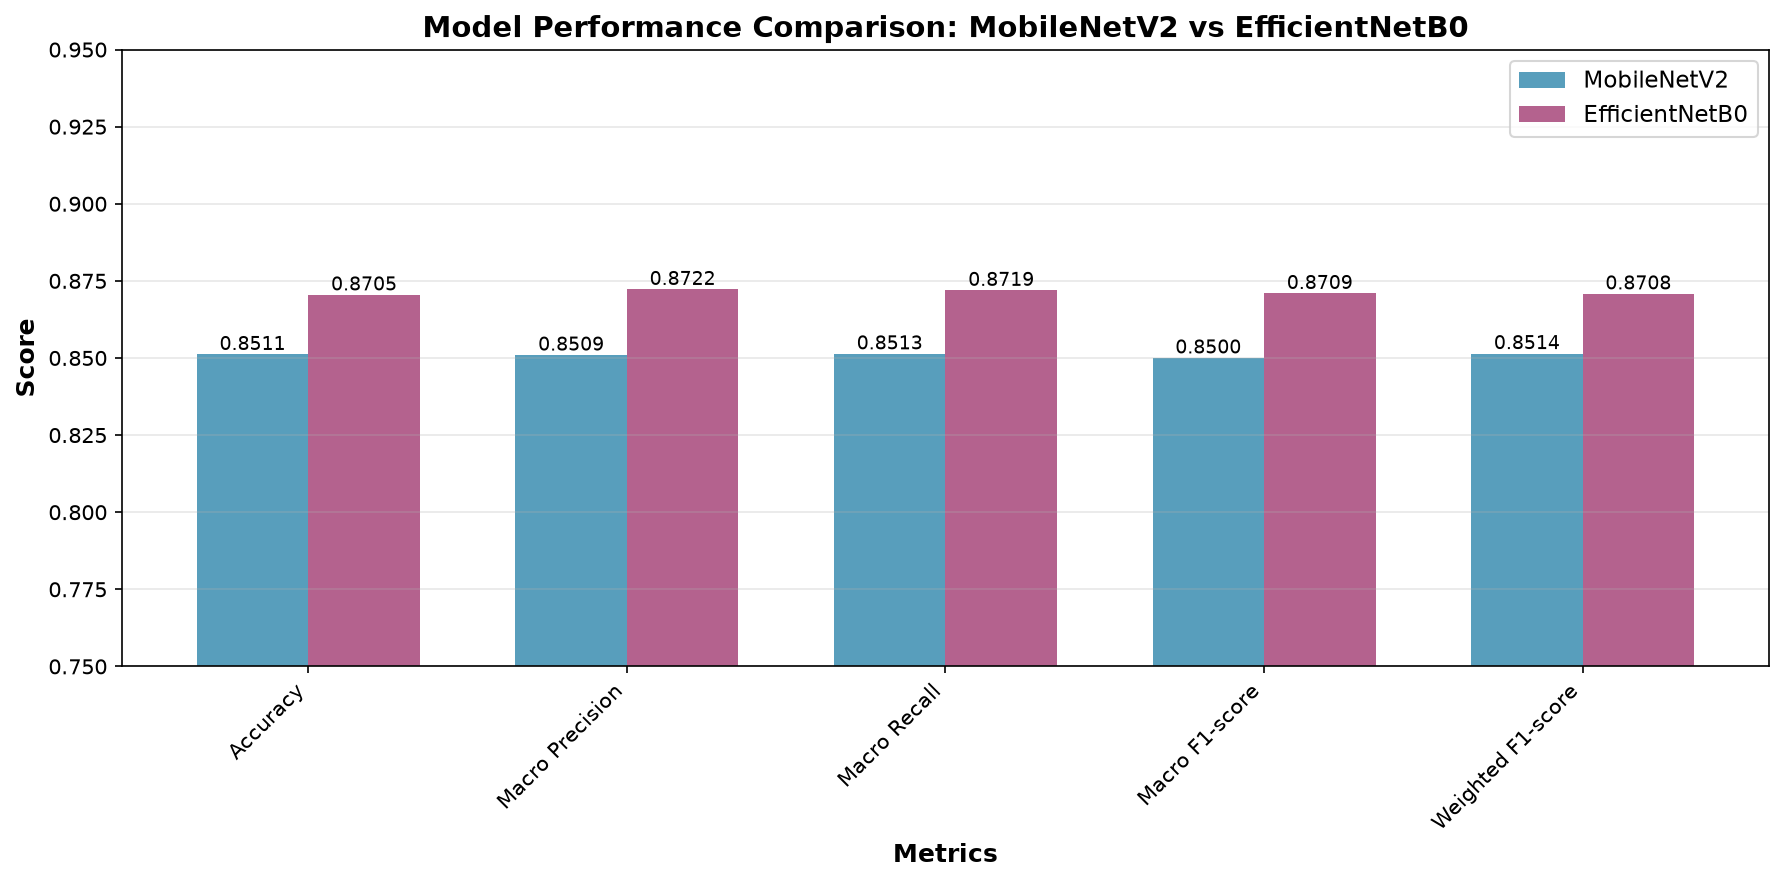 Model Performance Comparison: MobileNetV2 vs EfficientNetB0
MobileNetV2
EfficientNetB0
Score
0.950
0.925
0.900
0.875
0.850
0.825
0.800
0.775
0.750
0.8511
0.8705
0.8509
0.8722
0.8513
0.8719
0.8500
0.8709
0.8514
0.8708
Accuracy
Macro Precision
Macro Recall
Macro F1-score
Weighted F1-score
Metrics